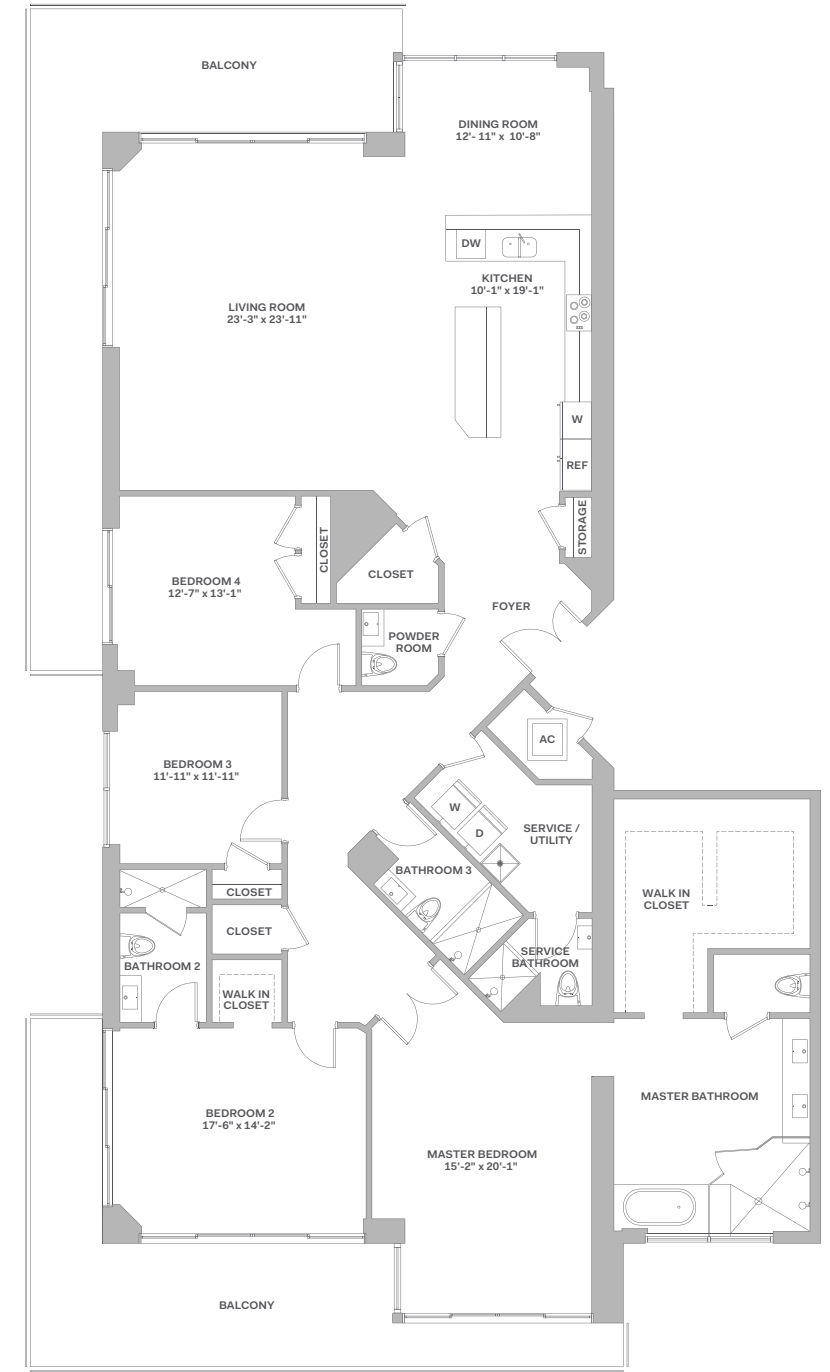 BALCONY
DINING ROOM
12'- 11" x 10'-8"
DW
KITCHEN
10'-1" x 19'-1"
LIVING ROOM
23'-3" x 23'-11"
W
REF
STORAGE
CLOSET
CLOSET
BEDROOM 4
12'-7" x 13'-1"
FOYER
POWDER
ROOM
AC
BEDROOM 3
11'-11" x 11'-11"
W
D
SERVICE /
UTILITY
BATHROOM 3
CLOSET
WALK IN
CLOSET
CLOSET
SERVICE
BATHROOM
BATHROOM 2
WALK IN
CLOSET
MASTER BATHROOM
BEDROOM 2
17'-6" x 14'-2"
MASTER BEDROOM
15'-2" x 20'-1"
BALCONY